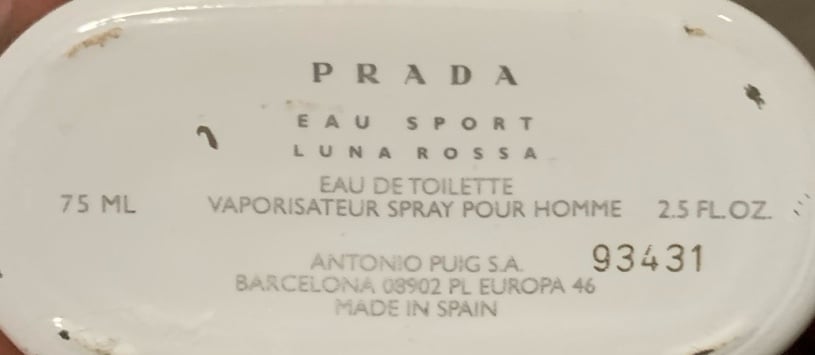 PRADA
EAU SPORT
LUNA ROSSA
EAU DE TOILETTE
75 ML VAPORISATEUR SPRAY POUR HOMME 2.5 FL.OZ.
ANTONIO PUIG S.A. 93431
BARCELONA 08902 PL EUROPA 46
MADE IN SPAIN